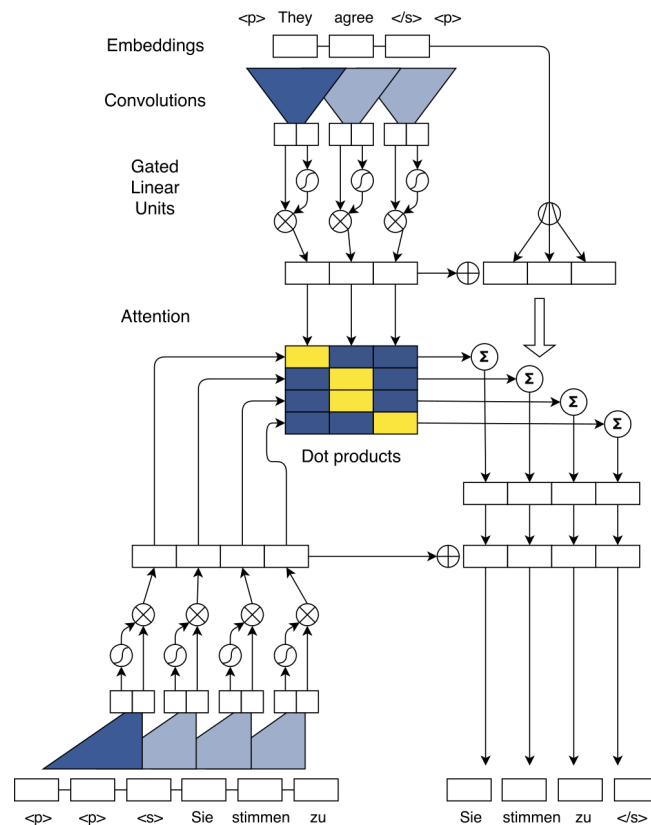 <p> They agree </s> <p>
Embeddings
Convolutions
Gated
Linear
Units
Attention
Σ
Σ
Σ
Σ
Dot products
<p> <p> <s> Sie stimmen zu
Sie stimmen zu </s>